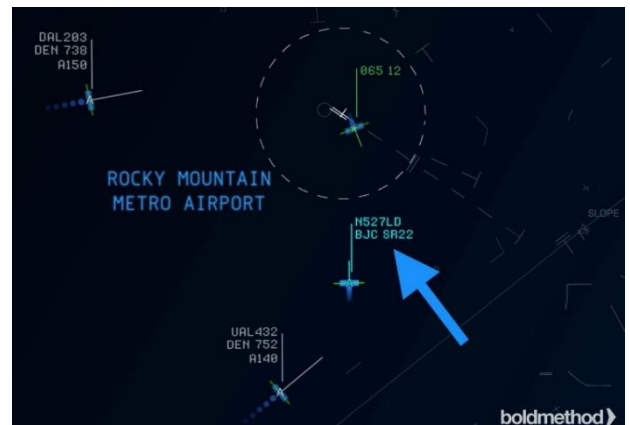 DAL203
DEN 738
A150
065 12
ROCKY MOUNTAIN
METRO AIRPORT
N527LD
BJC SR22
SLOPE
UAL432
DEN 752
A140
boldmethod